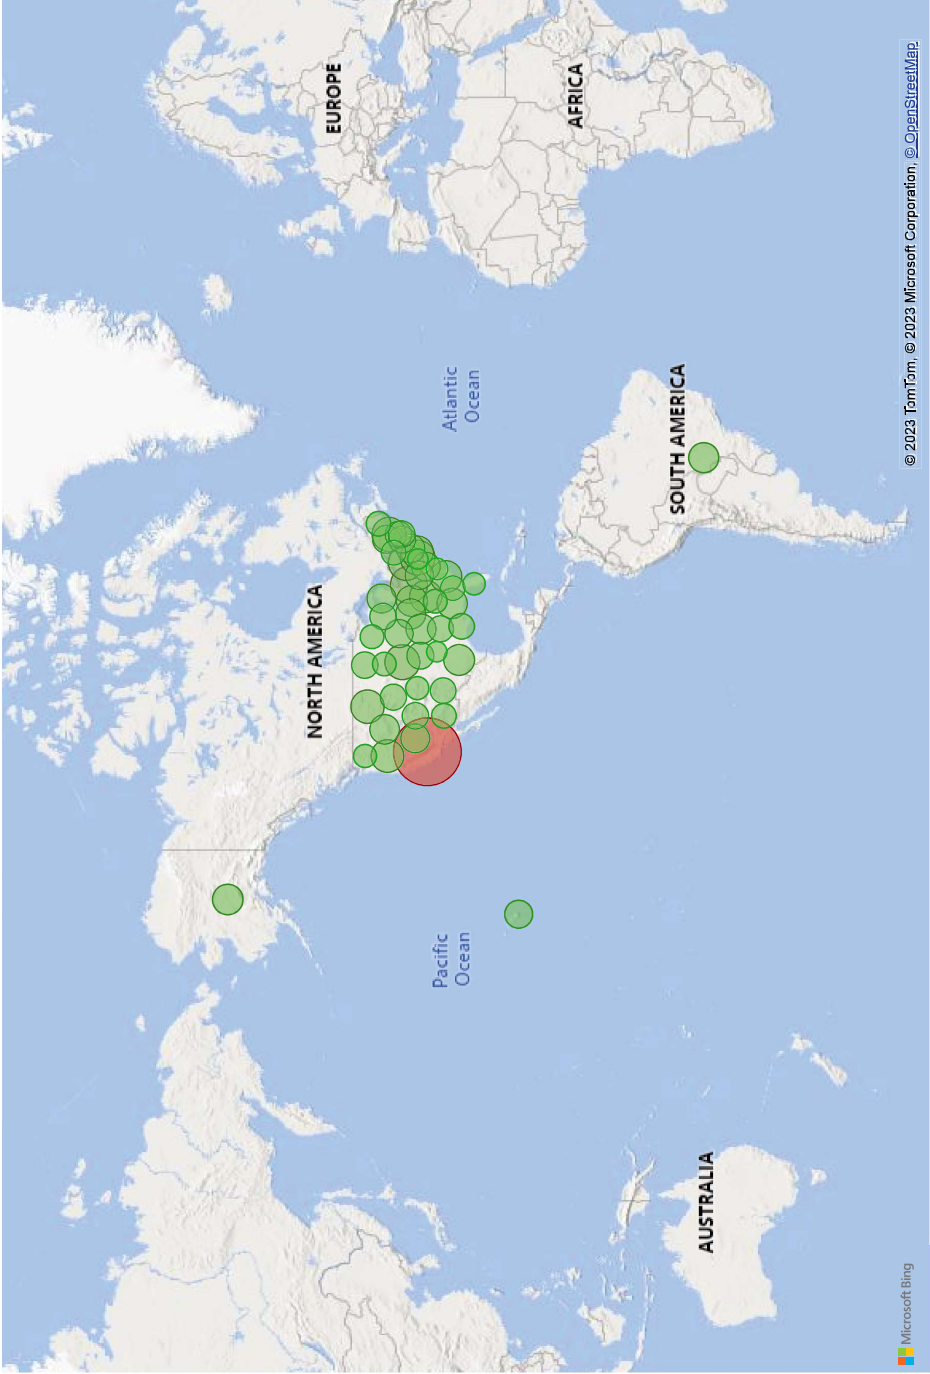 NORTH AMERICA
EUROPE
Atlantic
Ocean
AFRICA
Pacific
Ocean
SOUTH AMERICA
AUSTRALIA
Microsoft Bing
© 2023 TomTom, © 2023 Microsoft Corporation, © OpenStreetMap